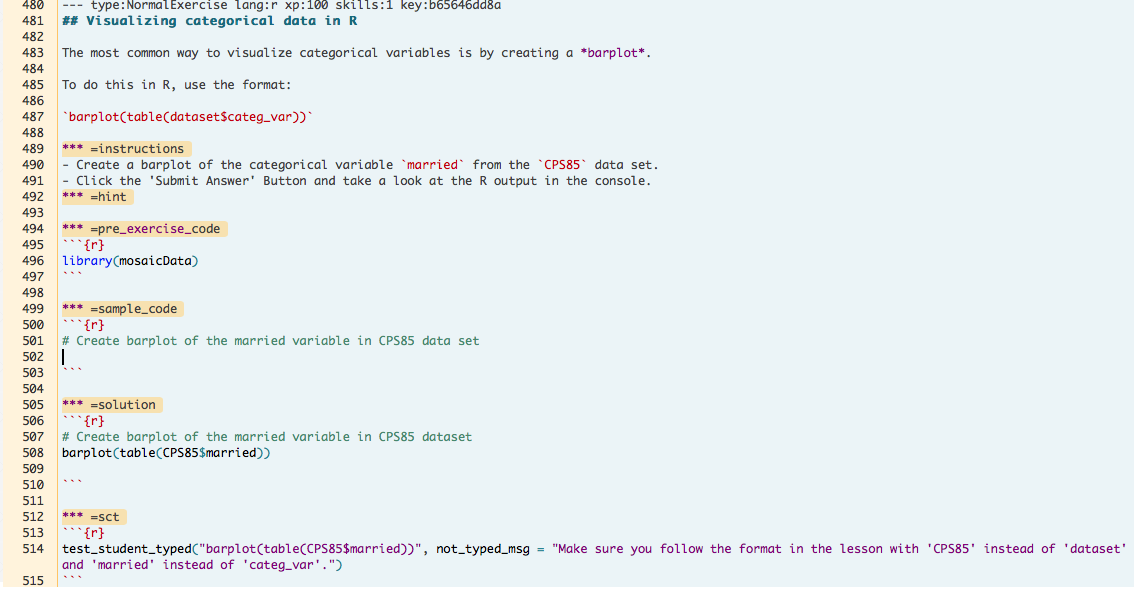 480 --- type:NormalExercise lang:r xp:100 skills:1 key:b65646dd8a
481 ## Visualizing categorical data in R
482
483 The most common way to visualize categorical variables is by creating a *barplot*.
484
485 To do this in R, use the format:
486
487 `barplot(table(dataset$categ_var))`
488
489 *** =instructions
490 - Create a barplot of the categorical variable `married` from the `CPS85` data set.
491 - Click the 'Submit Answer' Button and take a look at the R output in the console.
492 *** =hint
493
494 *** =pre_exercise_code
495 ```{r}
496 library(mosaicData)
497 ```
498
499 *** =sample_code
500 ```{r}
501 # Create barplot of the married variable in CPS85 data set
502
503 ```
504
505 *** =solution
506 ```{r}
507 # Create barplot of the married variable in CPS85 dataset
508 barplot(table(CPS85$married))
509
510 ```
511
512 *** =sct
513 ```{r}
514 test_student_typed("barplot(table(CPS85$married))", not_typed_msg = "Make sure you follow the format in the lesson with 'CPS85' instead of 'dataset'
and 'married' instead of 'categ_var'.")
515 ```